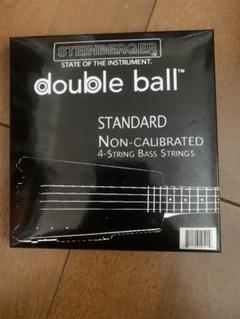 STEINBERGER
STATE OF THE INSTRUMENT.
double ball™
STANDARD
NON-CALIBRATED
4-STRING BASS STRINGS